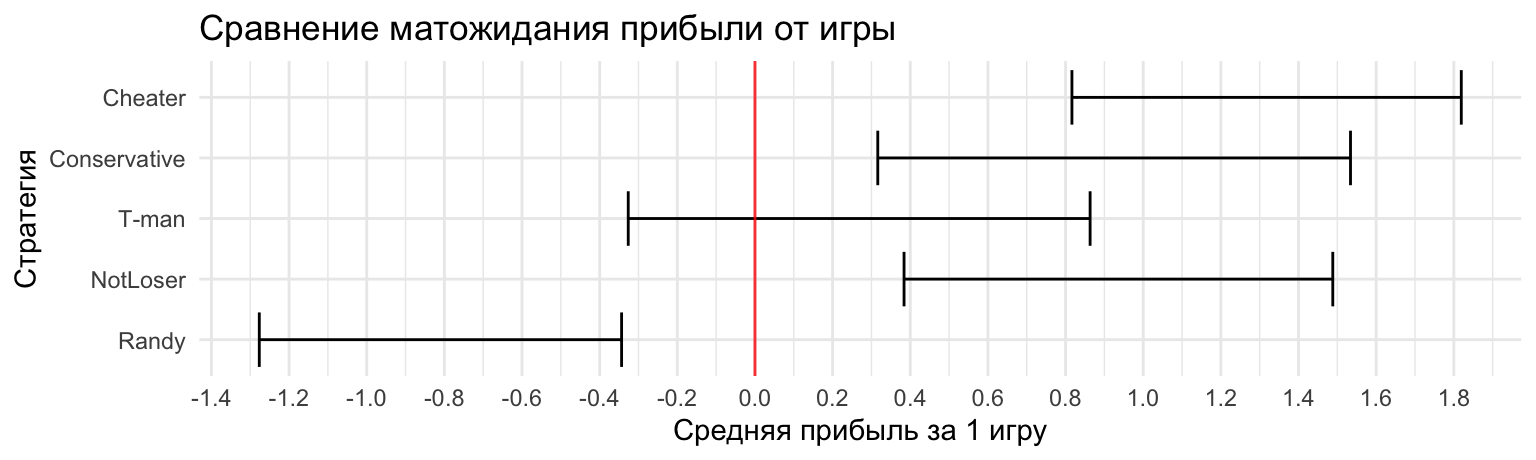 Сравнение матожидания прибыли от игры
Стратегия
Cheater
Conservative
T-man
NotLoser
Randy
-1.4 -1.2 -1.0 -0.8 -0.6 -0.4 -0.2 0.0 0.2 0.4 0.6 0.8 1.0 1.2 1.4 1.6 1.8
Средняя прибыль за 1 игру